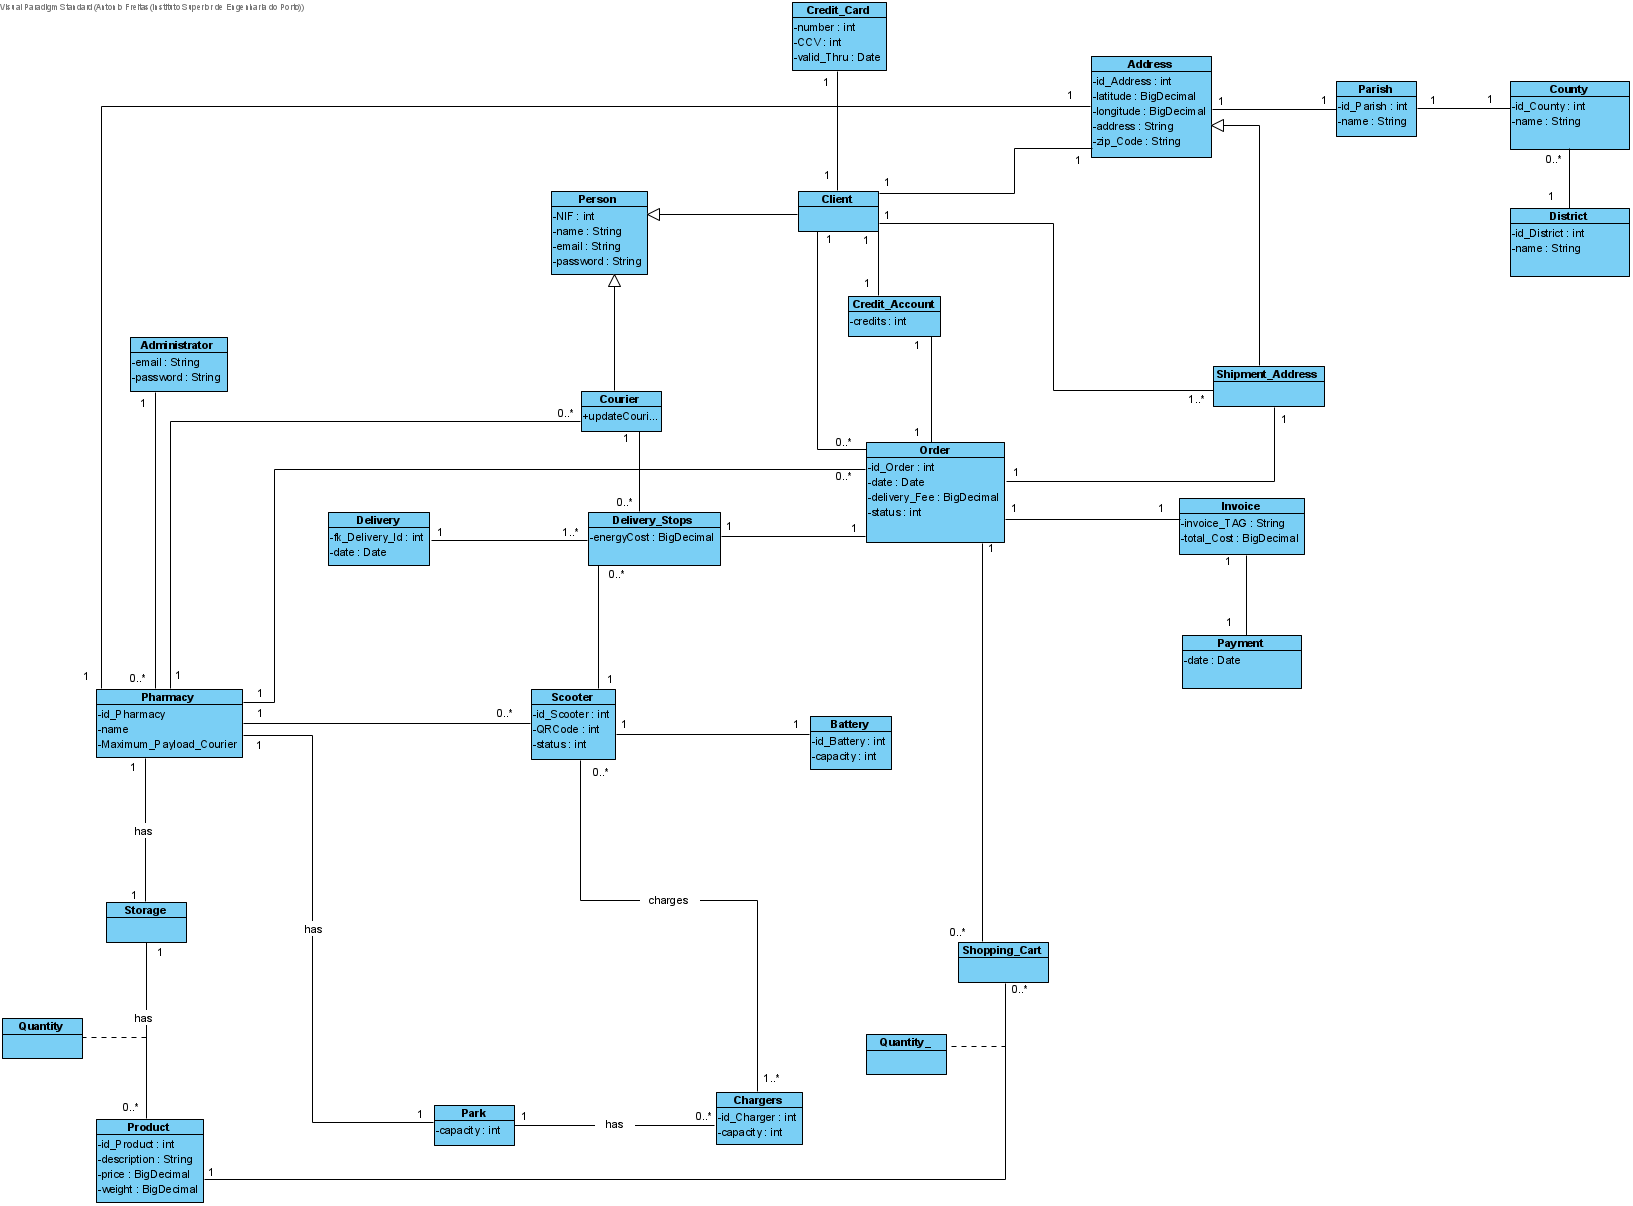 Visual Paradigm Standard (Antonio Freitas (Instituto Superior de Engenharia do Porto))
Credit_Card
-number : int
-CCV : int
-valid_Thru : Date
1
1
Address
-id_Address : int
-latitude : BigDecimal
-longitude : BigDecimal
-address : String
-zip_Code : String
1
1
1
Parish
-id_Parish : int
-name : String
1
1
1
County
-id_County : int
-name : String
0..*
1
District
-id_District : int
-name : String
Person
-NIF : int
-name : String
-email : String
-password : String
Client
1
1
1
1
Credit_Account
-credits : int
1
1
Administrator
-email : String
-password : String
1
Courier
+updateCouri...
0..*
1
Shipment_Address
1..*
1
Order
-id_Order : int
-date : Date
-delivery_Fee : BigDecimal
-status : int
0..*
0..*
1
1
1
1
1
Invoice
-invoice_TAG : String
-total_Cost : BigDecimal
1
1
Payment
-date : Date
1
Delivery
-fk_Delivery_Id : int
-date : Date
1
1..*
Delivery_Stops
-energyCost : BigDecimal
0..*
1
0..*
Pharmacy
-id_Pharmacy
-name
-Maximum_Payload_Courier
1
0..*
1
1
1
1
1
Scooter
-id_Scooter : int
-QRCode : int
-status : int
0..*
1
1
0..*
Battery
-id_Battery : int
-capacity : int
1
has
1
Storage
1
has
charges
has
Quantity
0..*
Product
-id_Product : int
-description : String
-price : BigDecimal
-weight : BigDecimal
1
0..*
Shopping_Cart
0..*
Quantity_
1
Park
-capacity : int
1
has
0..*
1..*
Chargers
-id_Charger : int
-capacity : int